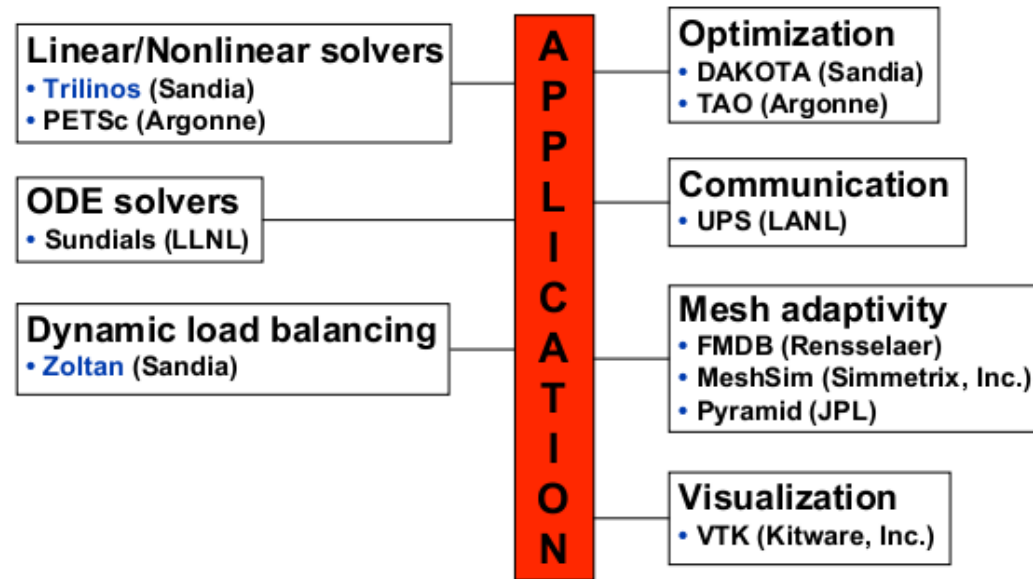 Linear/Nonlinear solvers
• Trilinos (Sandia)
• PETSc (Argonne)
ODE solvers
• Sundials (LLNL)
Dynamic load balancing
• Zoltan (Sandia)
A
P
P
L
I
C
A
T
I
O
N
Optimization
• DAKOTA (Sandia)
• TAO (Argonne)
Communication
• UPS (LANL)
Mesh adaptivity
• FMDB (Rensselaer)
• MeshSim (Simmetrix, Inc.)
• Pyramid (JPL)
Visualization
• VTK (Kitware, Inc.)